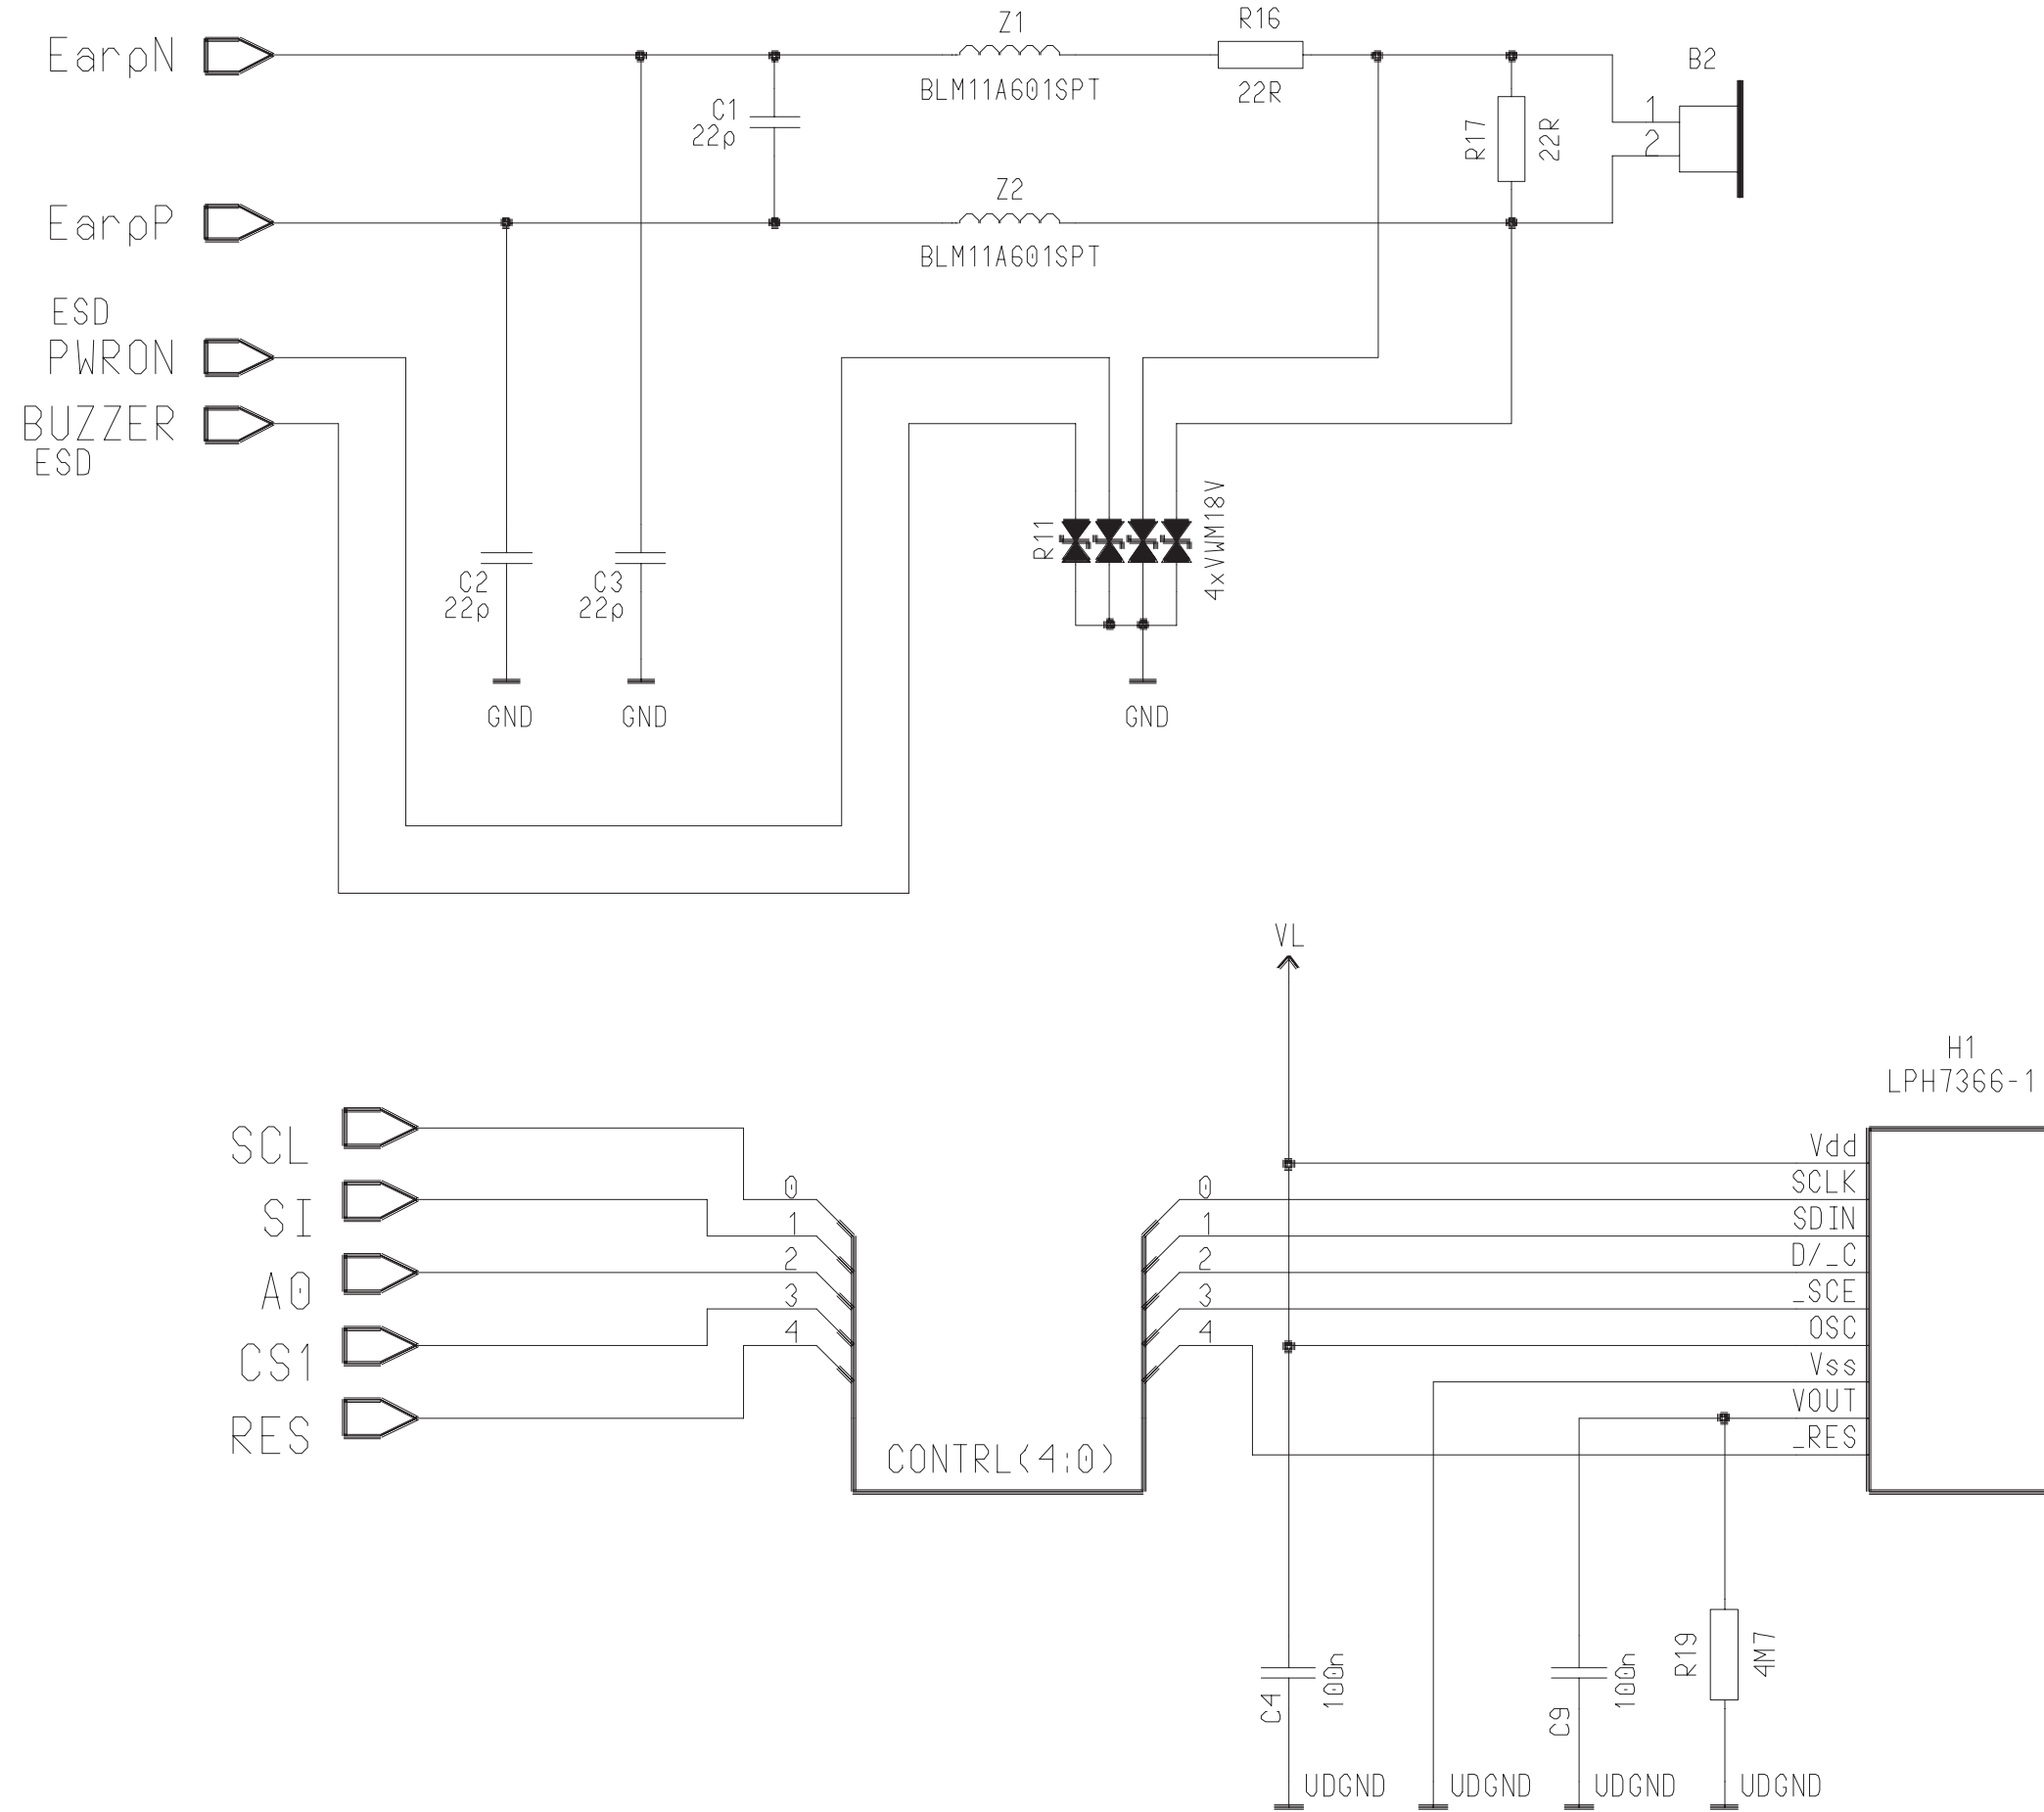 Z1
R16
EarpN
B2
BLM11A601SPT
22R
C1
22p
1
2
R17
22R
Z2
EarpP
BLM11A601SPT
ESD
PWRON
BUZZER
ESD
R11
4xVWM18V
C2
22p
C3
22p
GND
GND
GND
VL
H1
LPH7366-1
SCL
SI
A0
CS1
RES
0
1
2
3
4
0
1
2
3
4
CONTRL(4:0)
Vdd
SCLK
SDIN
D/_C
_SCE
OSC
Vss
VOUT
_RES
C4
100n
C9
100n
R19
4M7
UDGND
UDGND
UDGND
UDGND